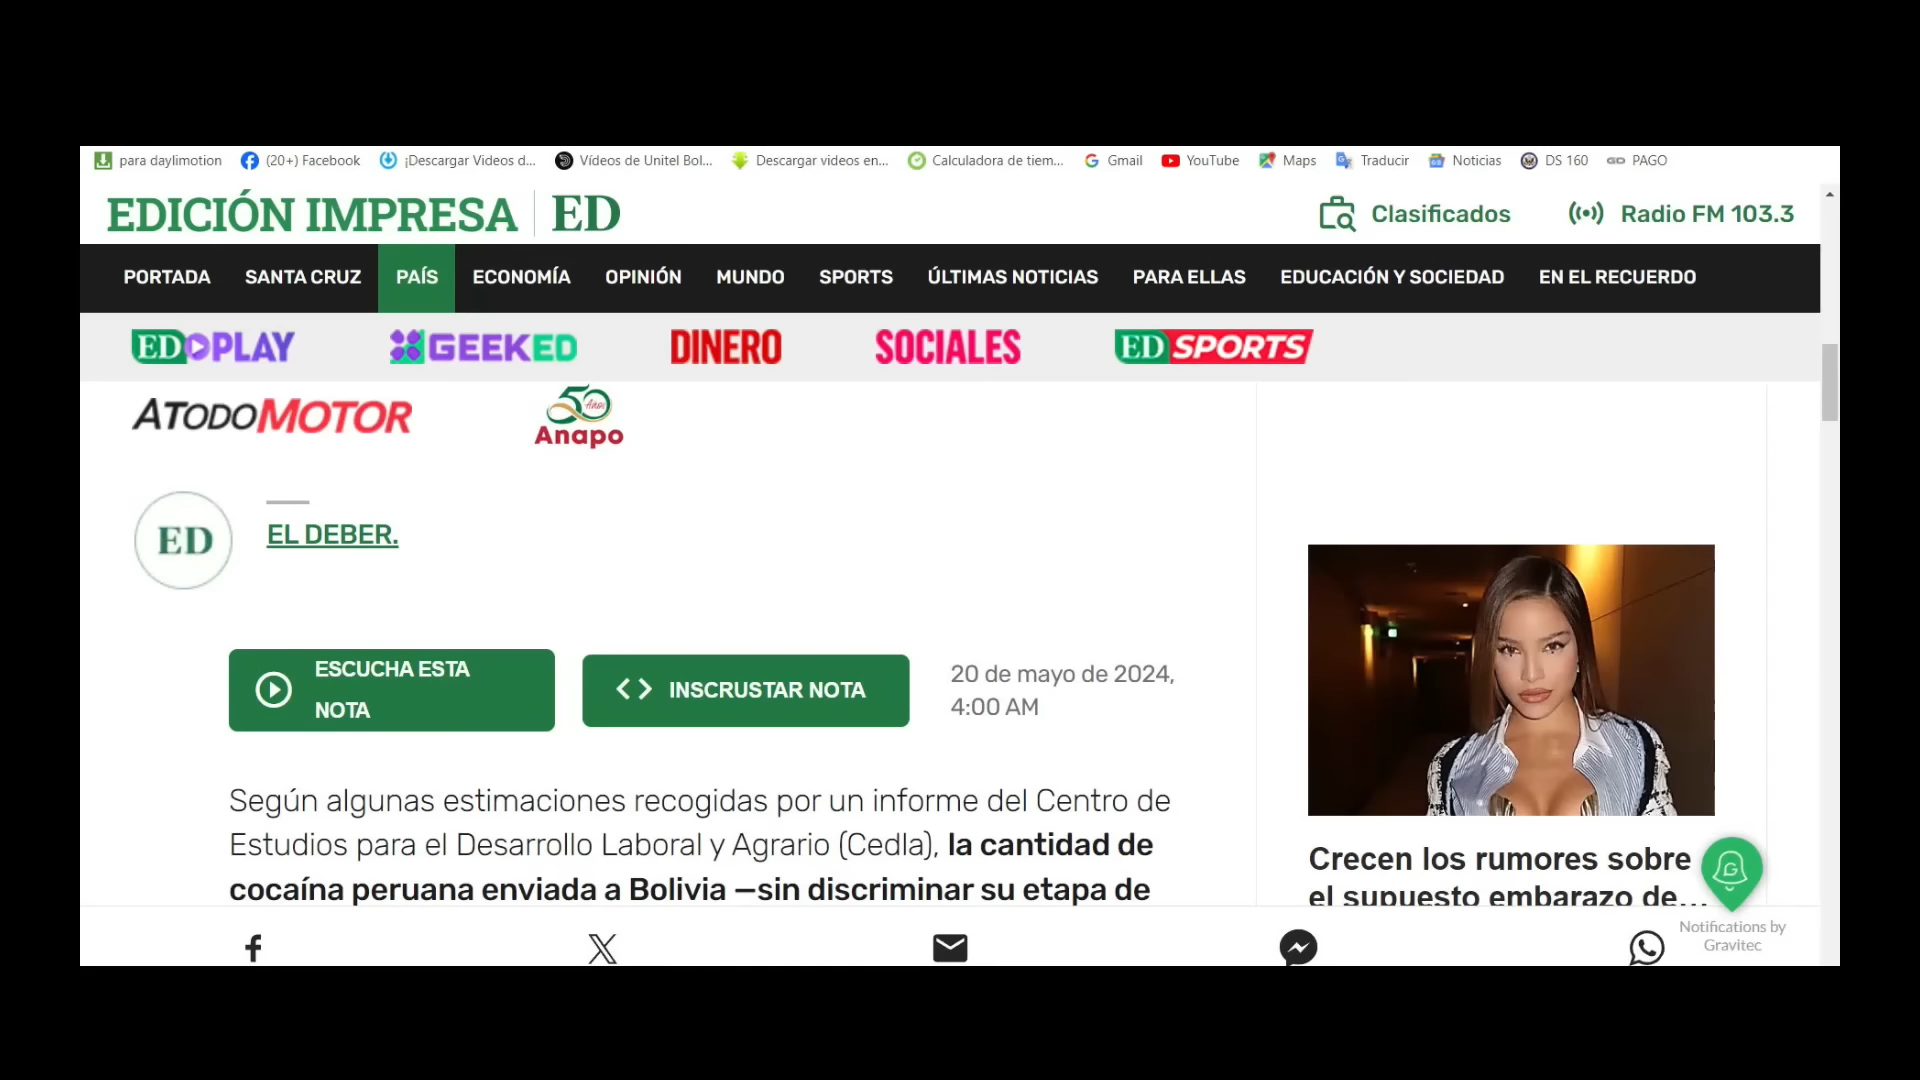 para daylimotion
(20+) Facebook
¡Descargar Videos d...
Vídeos de Unitel Bol...
Descargar videos en...
Calculadora de tiem...
Gmail
YouTube
Maps
Traducir
Noticias
DS 160
PAGO
EDICIÓN IMPRESA
ED
Clasificados
Radio FM 103.3
PORTADA
SANTA CRUZ
PAÍS
ECONOMÍA
OPINIÓN
MUNDO
SPORTS
ÚLTIMAS NOTICIAS
PARA ELLAS
EDUCACIÓN Y SOCIEDAD
EN EL RECUERDO
ED PLAY
GEEKED
DINERO
SOCIALES
ED SPORTS
ATODOMOTOR
50 Años
Anapo
ED
EL DEBER.
ESCUCHA ESTA
NOTA
INSCRUSTAR NOTA
20 de mayo de 2024,
4:00 AM
Según algunas estimaciones recogidas por un informe del Centro de
Estudios para el Desarrollo Laboral y Agrario (Cedla), la cantidad de
cocaína peruana enviada a Bolivia —sin discriminar su etapa de
Crecen los rumores sobre
el supuesto embarazo de...
Notifications by
Gravitec